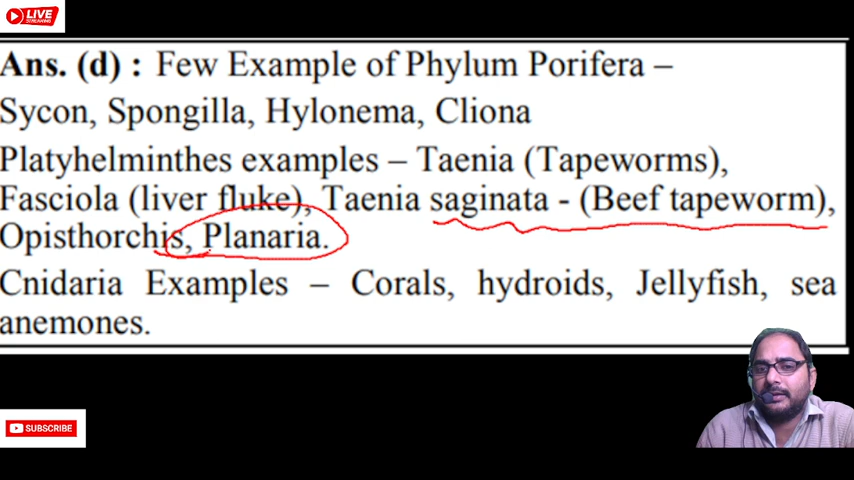 LIVE
STREAMING
Ans. (d) : Few Example of Phylum Porifera –
Sycon, Spongilla, Hylonema, Cliona
Platyhelminthes examples – Taenia (Tapeworms),
Fasciola (liver fluke), Taenia saginata - (Beef tapeworm),
Opisthorchis, Planaria.
Cnidaria Examples – Corals, hydroids, Jellyfish, sea
anemones.
SUBSCRIBE